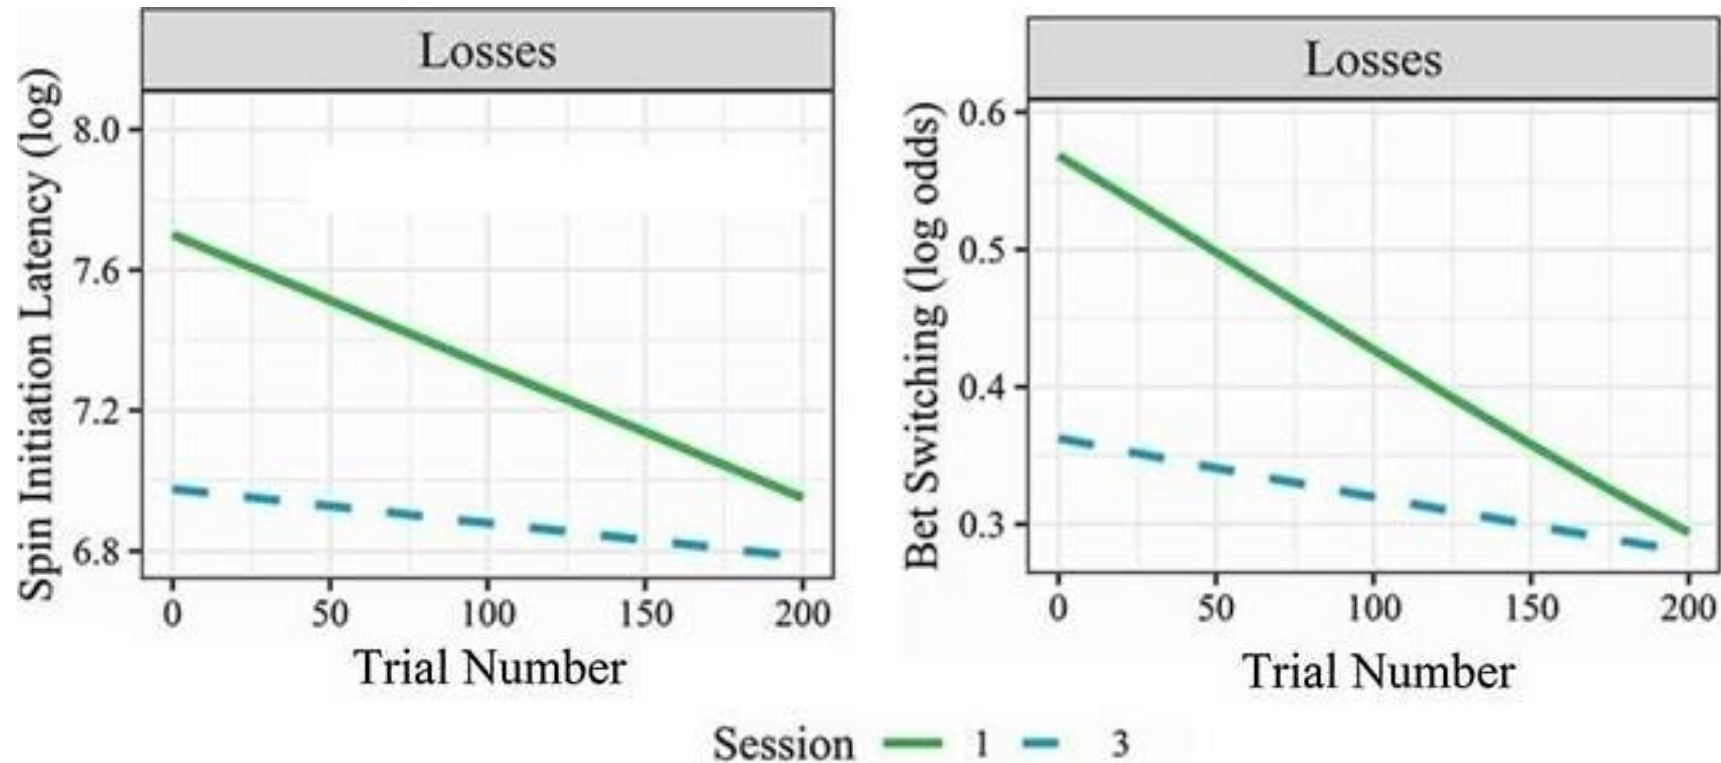 Losses
Spin Initiation Latency (log)
8.0
7.6
7.2
6.8
0 50 100 150 200
Trial Number
Losses
Bet Switching (log odds)
0.6
0.5
0.4
0.3
0 50 100 150 200
Trial Number
Session 1 3